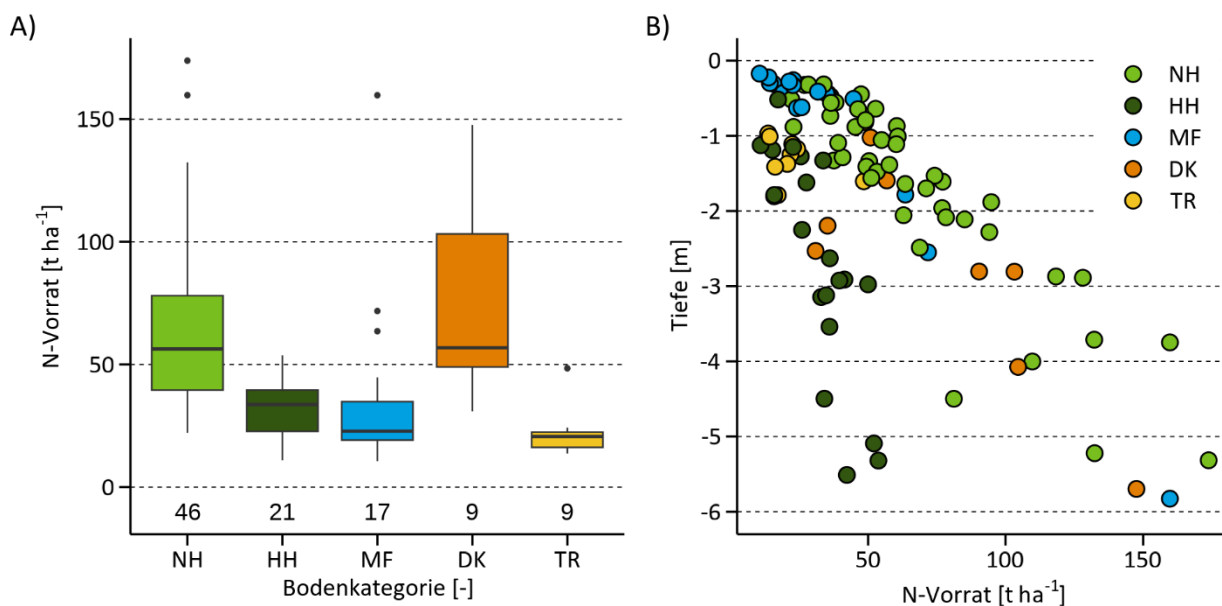 A)
N-Vorrat [t ha⁻¹]
150
100
50
0
46 21 17 9 9
NH HH MF DK TR
Bodenkategorie [-]
B)
Tiefe [m]
0
-1
-2
-3
-4
-5
-6
NH
HH
MF
DK
TR
50 100 150
N-Vorrat [t ha⁻¹]